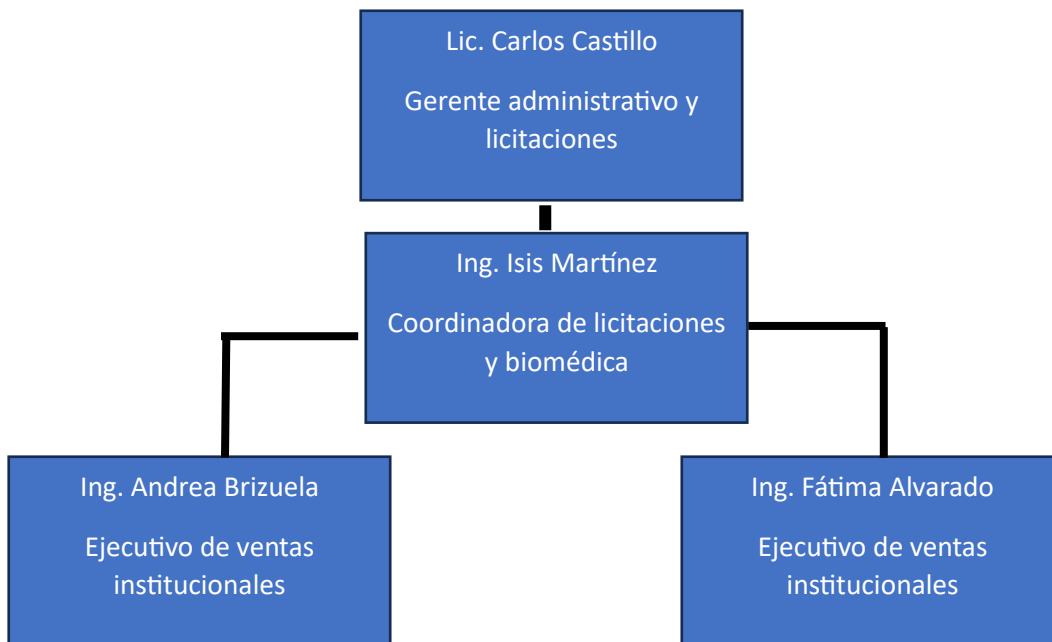 Lic. Carlos Castillo
Gerente administrativo y
licitaciones
Ing. Isis Martínez
Coordinadora de licitaciones
y biomédica
Ing. Andrea Brizuela
Ejecutivo de ventas
institucionales
Ing. Fátima Alvarado
Ejecutivo de ventas
institucionales